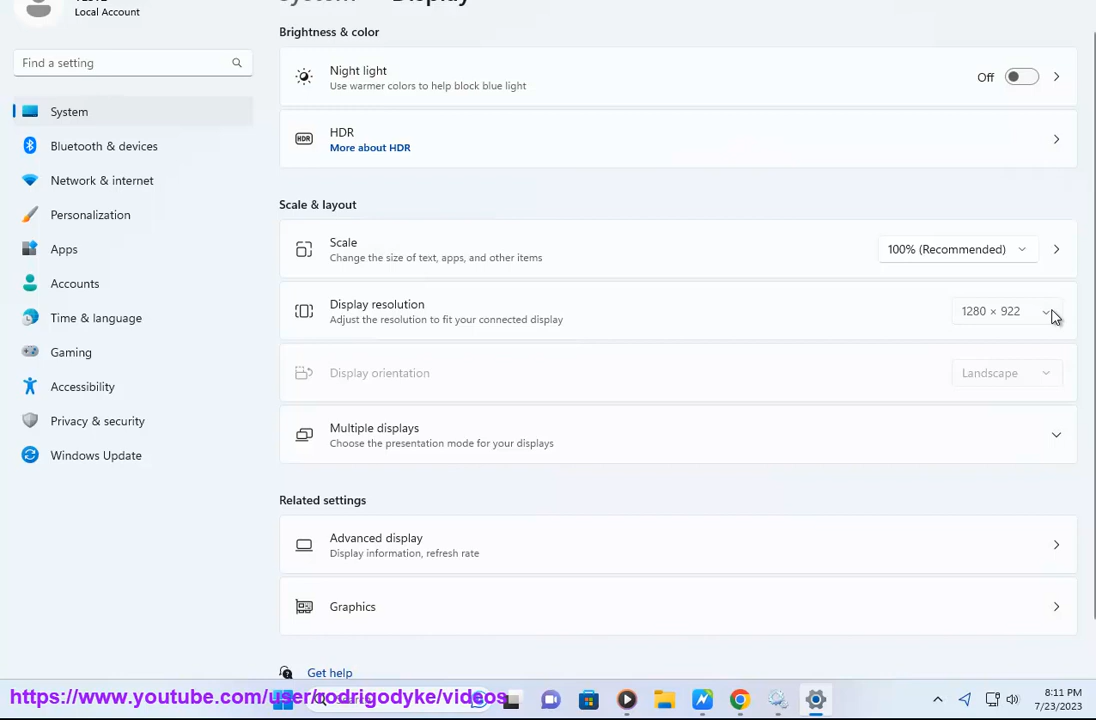 Local Account
System
Display
Find a setting
System
Bluetooth & devices
Network & internet
Personalization
Apps
Accounts
Time & language
Gaming
Accessibility
Privacy & security
Windows Update
Brightness & color
Night light
Use warmer colors to help block blue light
Off
HDR
HDR
More about HDR
Scale & layout
Scale
Change the size of text, apps, and other items
100% (Recommended)
Display resolution
Adjust the resolution to fit your connected display
1280 × 922
Display orientation
Landscape
Multiple displays
Choose the presentation mode for your displays
Related settings
Advanced display
Display information, refresh rate
Graphics
Get help
https://www.youtube.com/user/rodrigodyke/videos
8:11 PM
7/23/2023